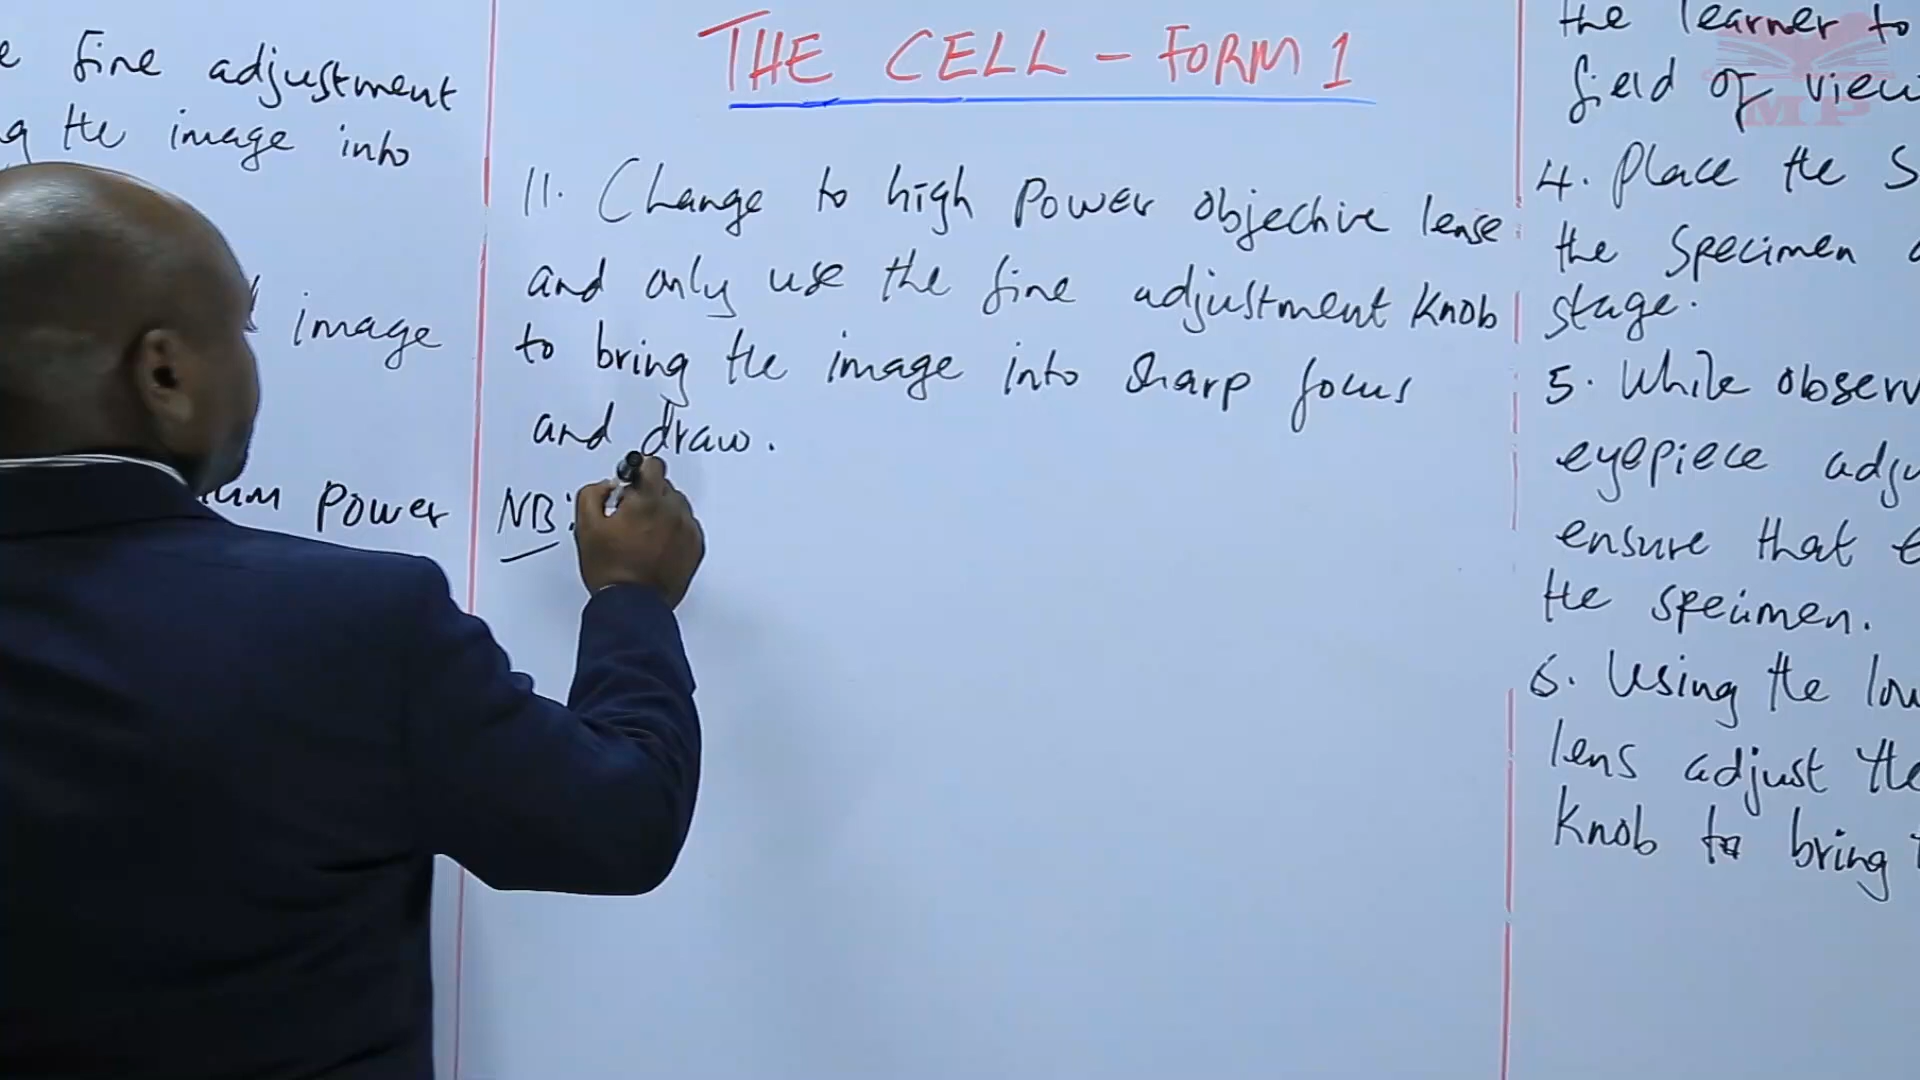 e fine adjustment
the image into
image
Power
THE CELL - FORM 1
11. Change to high Power objective lense
and only use the fine adjustment knob
to bring the image into sharp focus
and draw.
NB:
the learner to
field of view
4. Place the S
the specimen
stage.
5. While observ
eyepiece adju
ensure that e
the specimen.
6. Using the low
lens adjust the
knob to bring t
MP